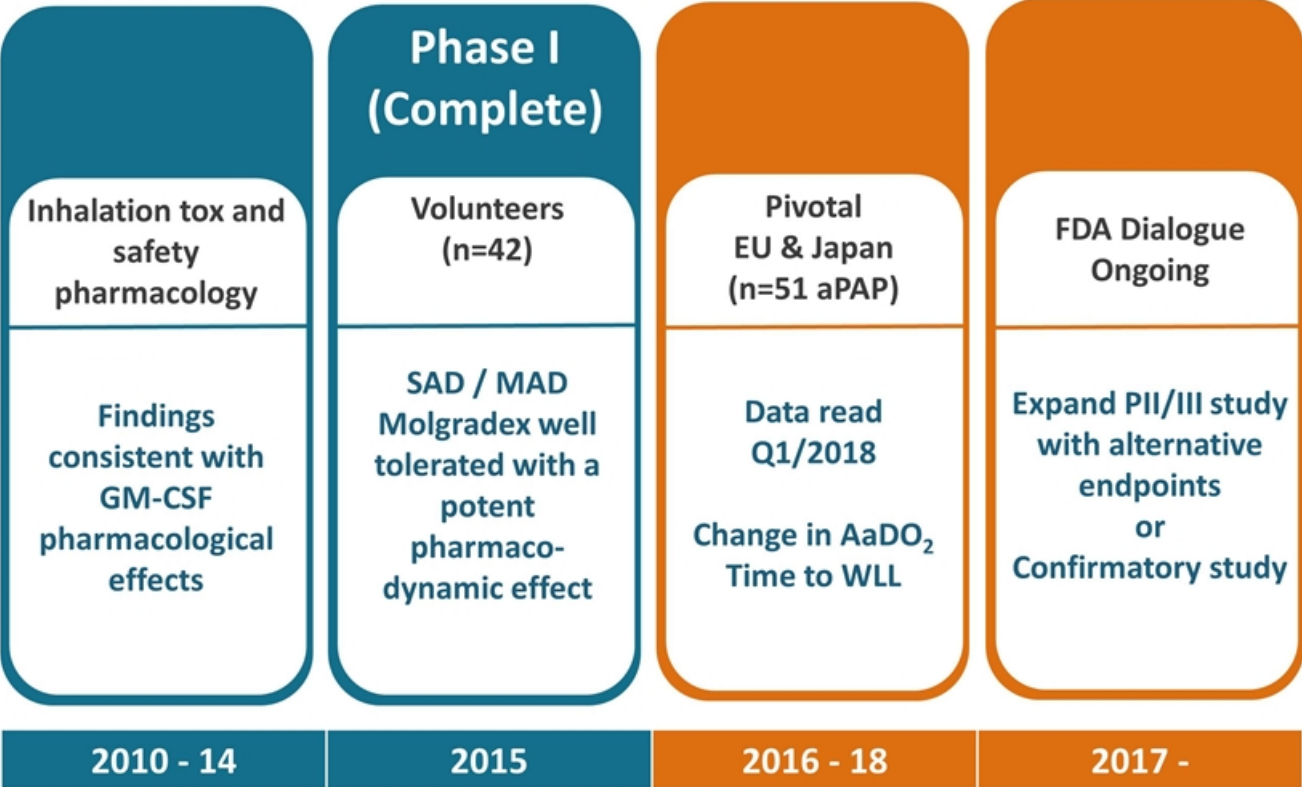 Inhalation tox and
safety
pharmacology
Findings
consistent with
GM-CSF
pharmacological
effects
2010 - 14
Phase I
(Complete)
Volunteers
(n=42)
SAD / MAD
Molgradex well
tolerated with a
potent
pharmaco-
dynamic effect
2015
Pivotal
EU & Japan
(n=51 aPAP)
Data read
Q1/2018
Change in AaDO₂
Time to WLL
2016 - 18
FDA Dialogue
Ongoing
Expand PII/III study
with alternative
endpoints
or
Confirmatory study
2017 -